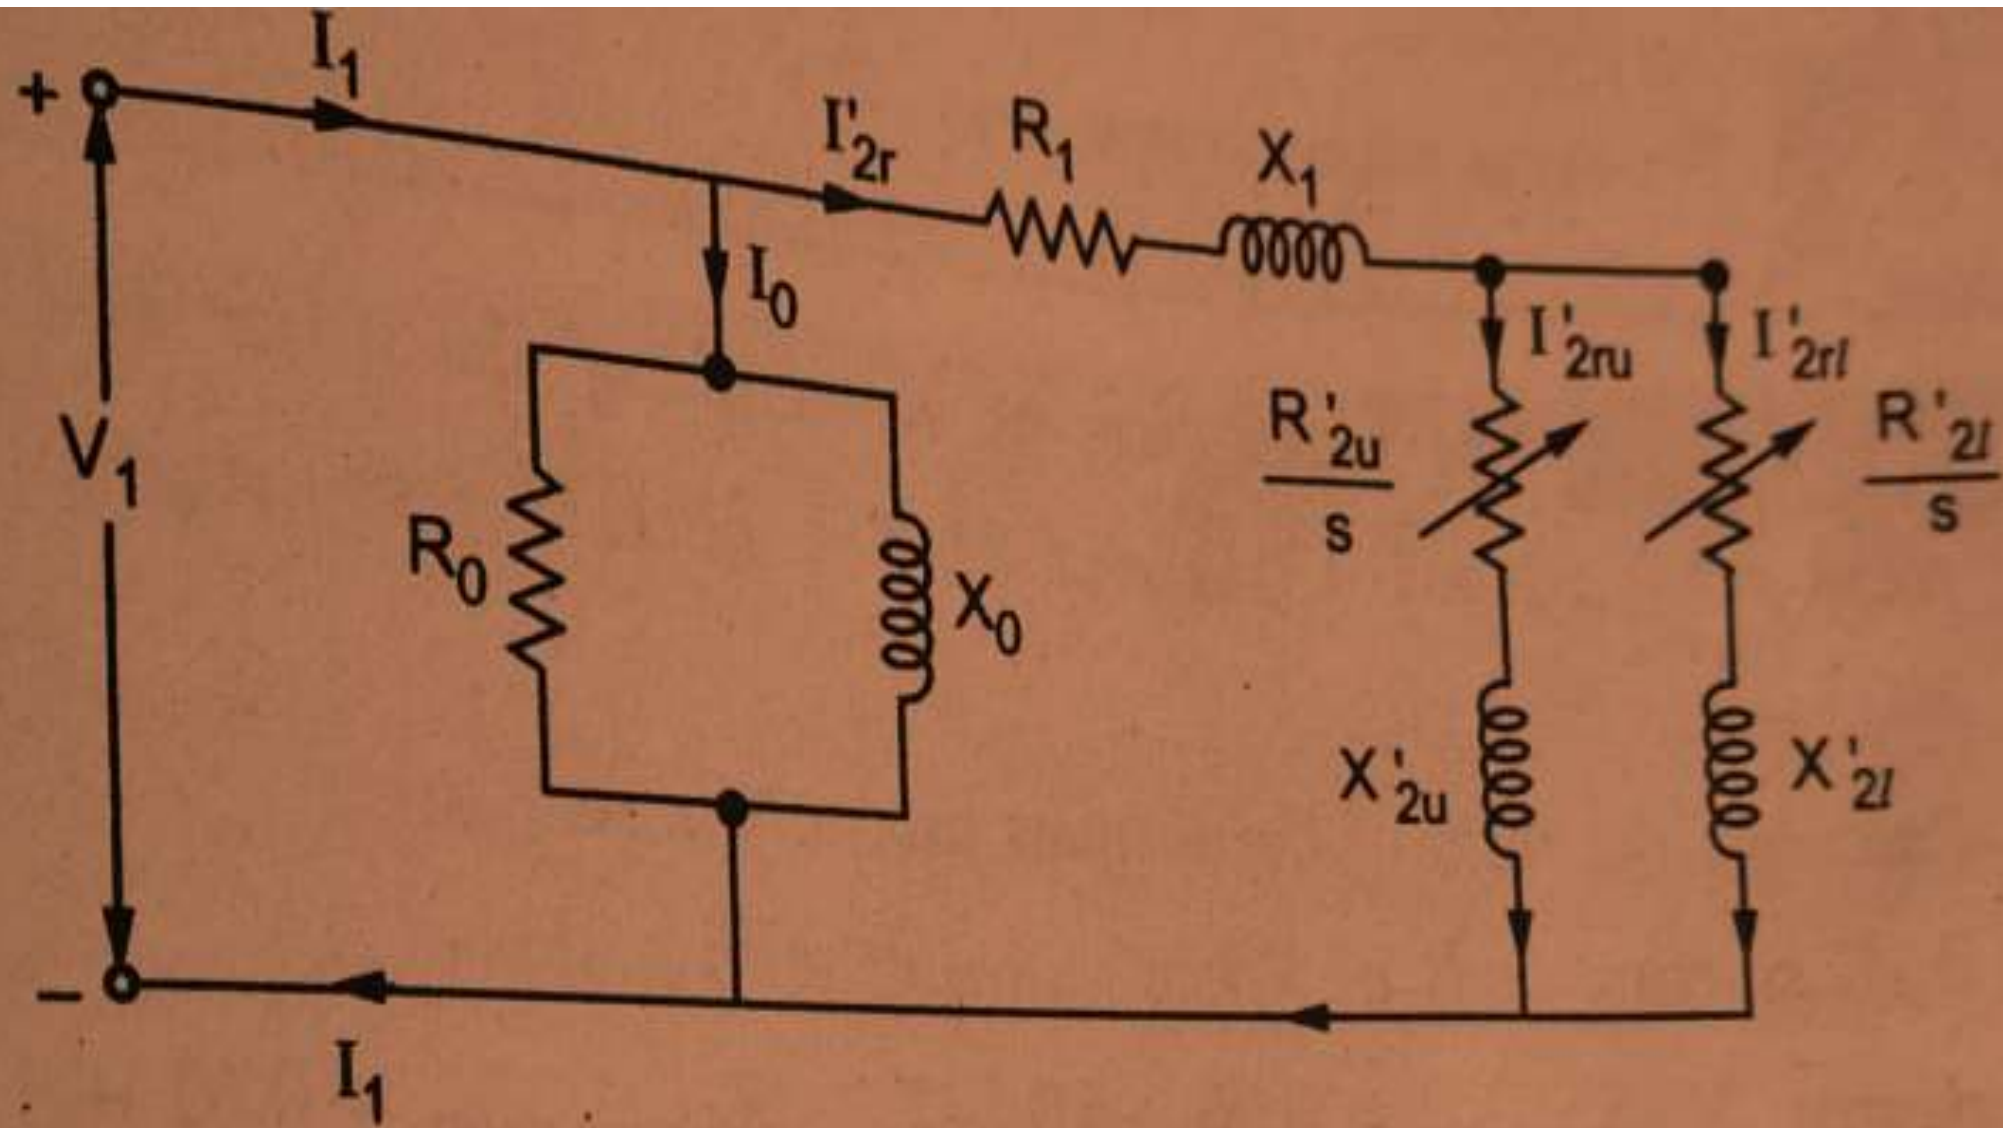 I₁
+
I'₂r
R₁
X₁
I₀
I'₂ru
I'₂rl
V₁
R₀
X₀
R'₂u
s
R'₂l
s
X'₂u
X'₂l
−
I₁